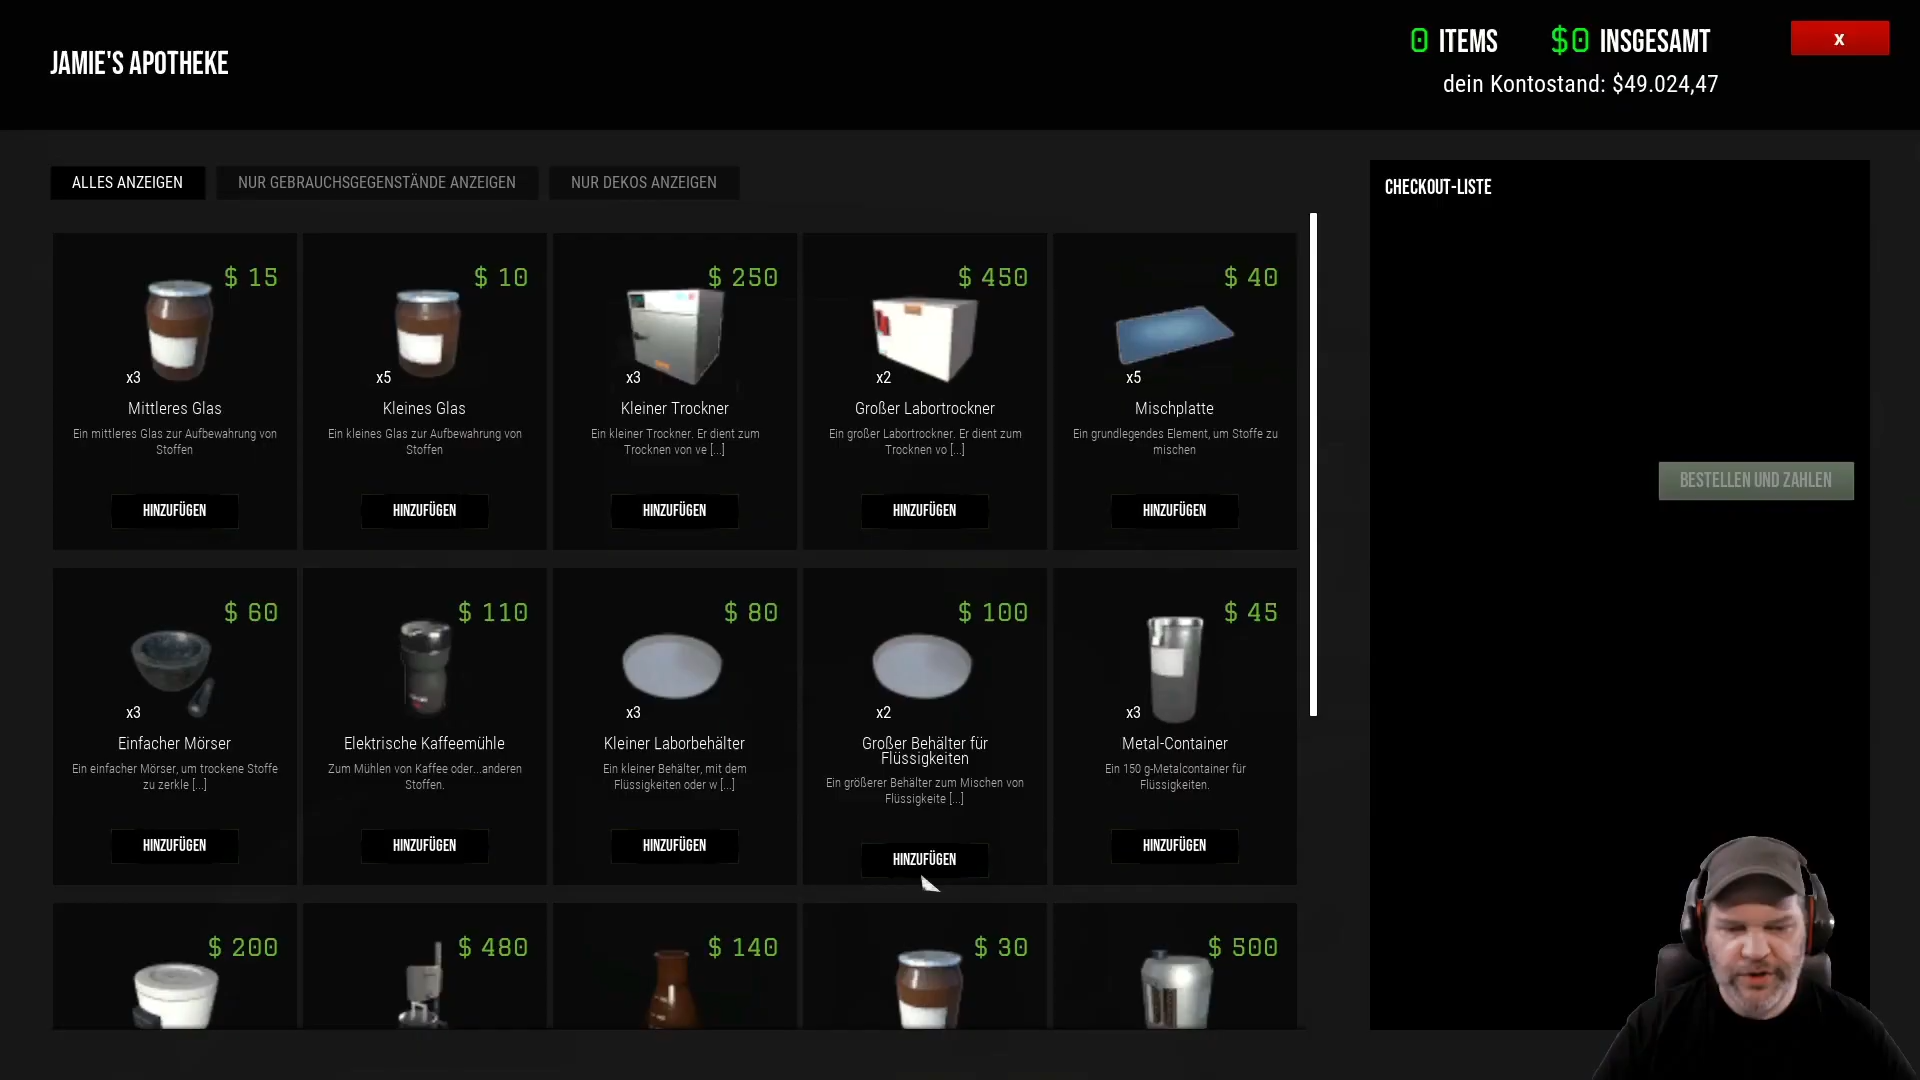 JAMIE'S APOTHEKE
0 ITEMS $0 INSGESAMT
X
dein Kontostand: $49.024,47
ALLES ANZEIGEN
NUR GEBRAUCHSGEGENSTÄNDE ANZEIGEN
NUR DEKOS ANZEIGEN
CHECKOUT-LISTE
$ 15
x3
Mittleres Glas
Ein mittleres Glas zur Aufbewahrung von
Stoffen
HINZUFÜGEN
$ 10
x5
Kleines Glas
Ein kleines Glas zur Aufbewahrung von
Stoffen
HINZUFÜGEN
$ 250
x3
Kleiner Trockner
Ein kleiner Trockner. Er dient zum
Trocknen von ve [...]
HINZUFÜGEN
$ 450
x2
Großer Labortrockner
Ein großer Labortrockner. Er dient zum
Trocknen vo [...]
HINZUFÜGEN
$ 40
x5
Mischplatte
Ein grundlegendes Element, um Stoffe zu
mischen
HINZUFÜGEN
BESTELLEN UND ZAHLEN
$ 60
x3
Einfacher Mörser
Ein einfacher Mörser, um trockene Stoffe
zu zerkle [...]
HINZUFÜGEN
$ 110
Elektrische Kaffeemühle
Zum Mühlen von Kaffee oder...anderen
Stoffen.
HINZUFÜGEN
$ 80
x3
Kleiner Laborbehälter
Ein kleiner Behälter, mit dem
Flüssigkeiten oder w [...]
HINZUFÜGEN
$ 100
x2
Großer Behälter für
Flüssigkeiten
Ein größerer Behälter zum Mischen von
Flüssigkeite [...]
HINZUFÜGEN
$ 45
x3
Metal-Container
Ein 150 g-Metalcontainer für
Flüssigkeiten.
HINZUFÜGEN
$ 200
$ 480
$ 140
$ 30
$ 500